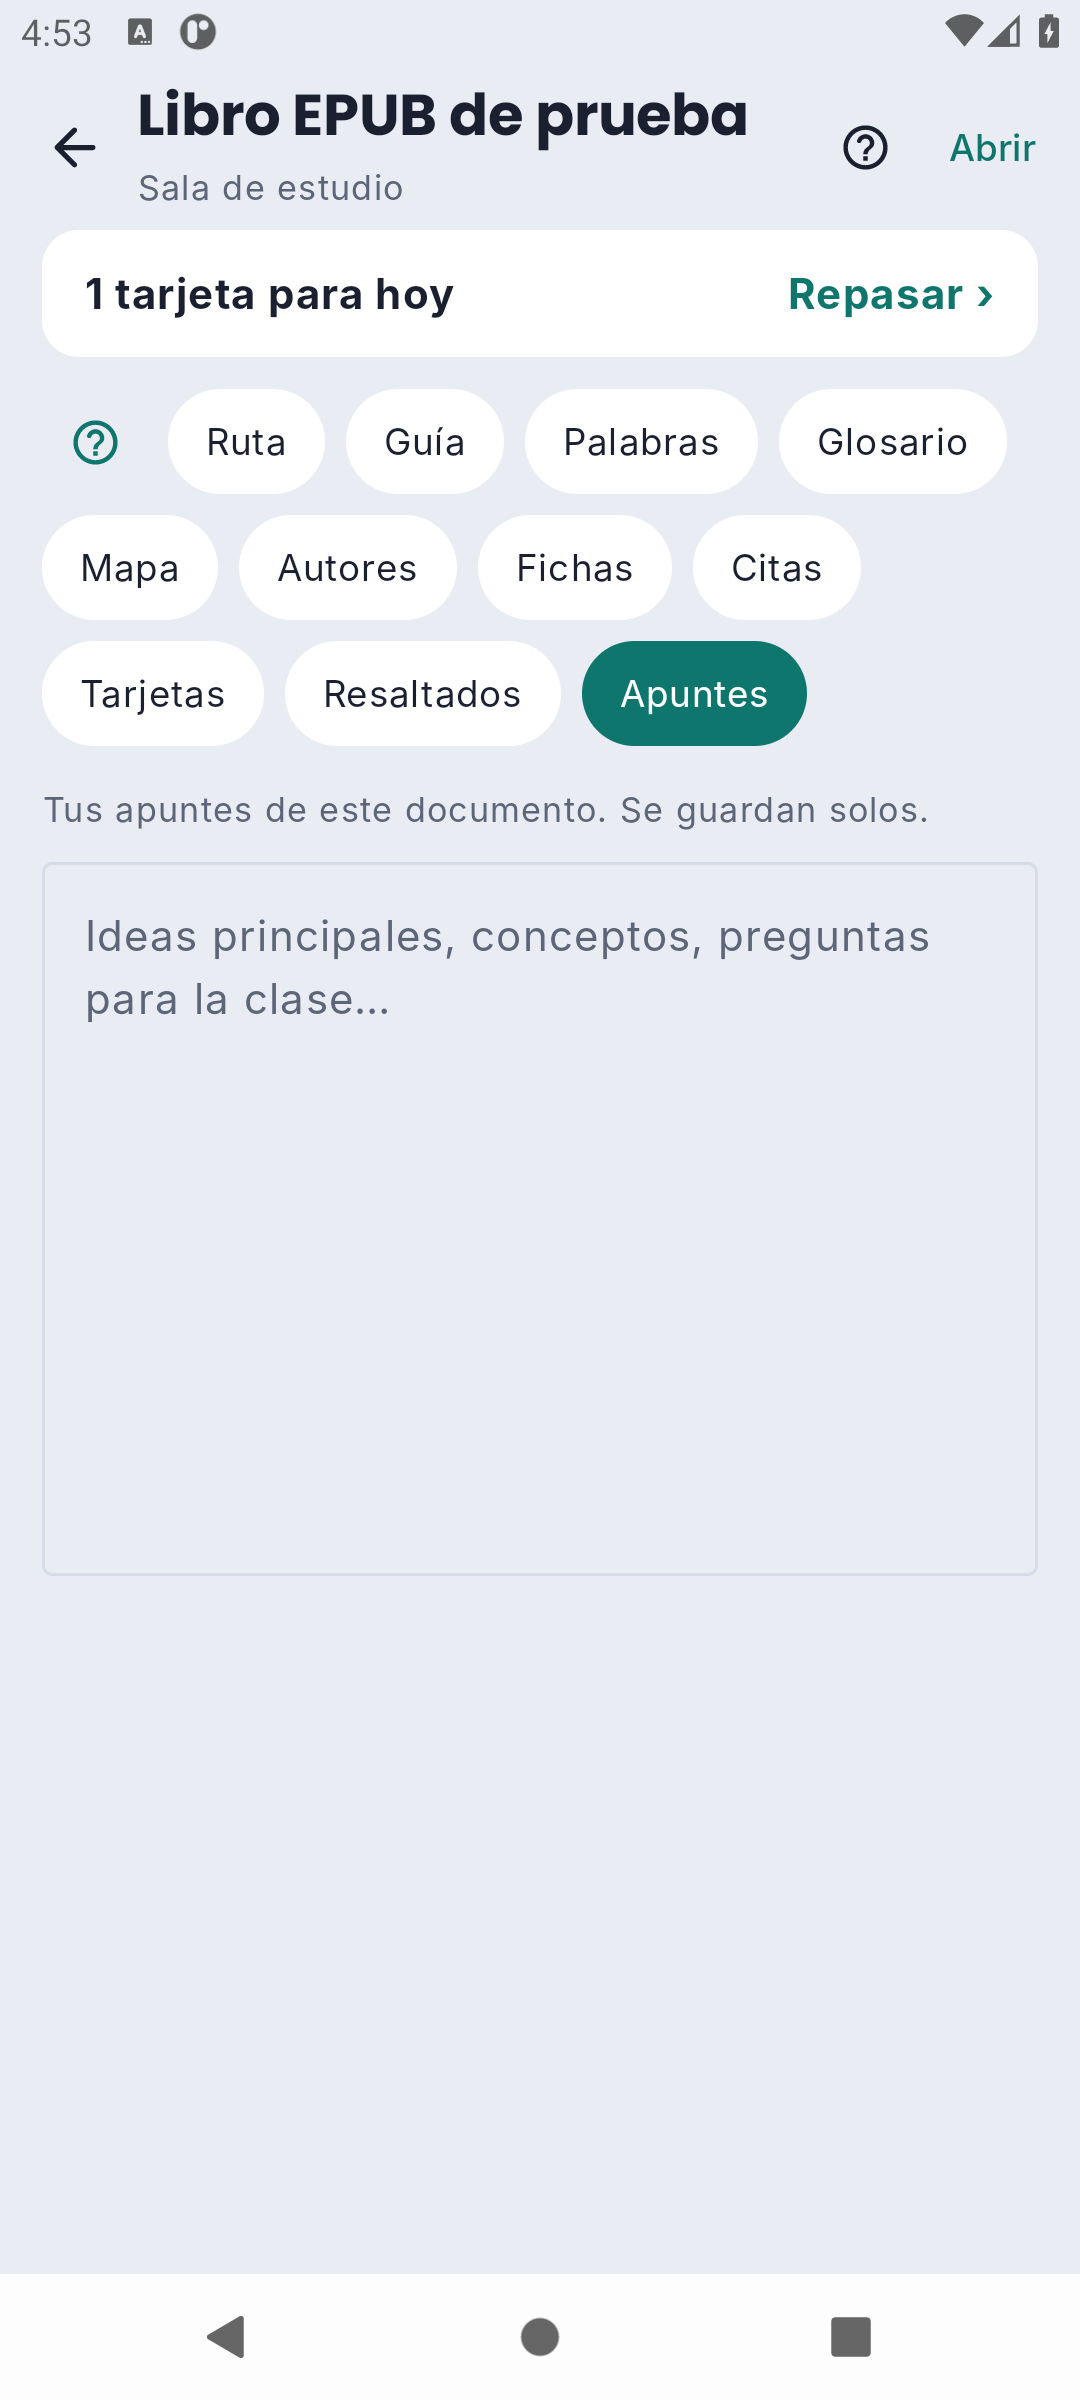 4:53
Libro EPUB de prueba
Sala de estudio
Abrir
1 tarjeta para hoy
Repasar ›
Ruta
Guía
Palabras
Glosario
Mapa
Autores
Fichas
Citas
Tarjetas
Resaltados
Apuntes
Tus apuntes de este documento. Se guardan solos.
Ideas principales, conceptos, preguntas
para la clase...